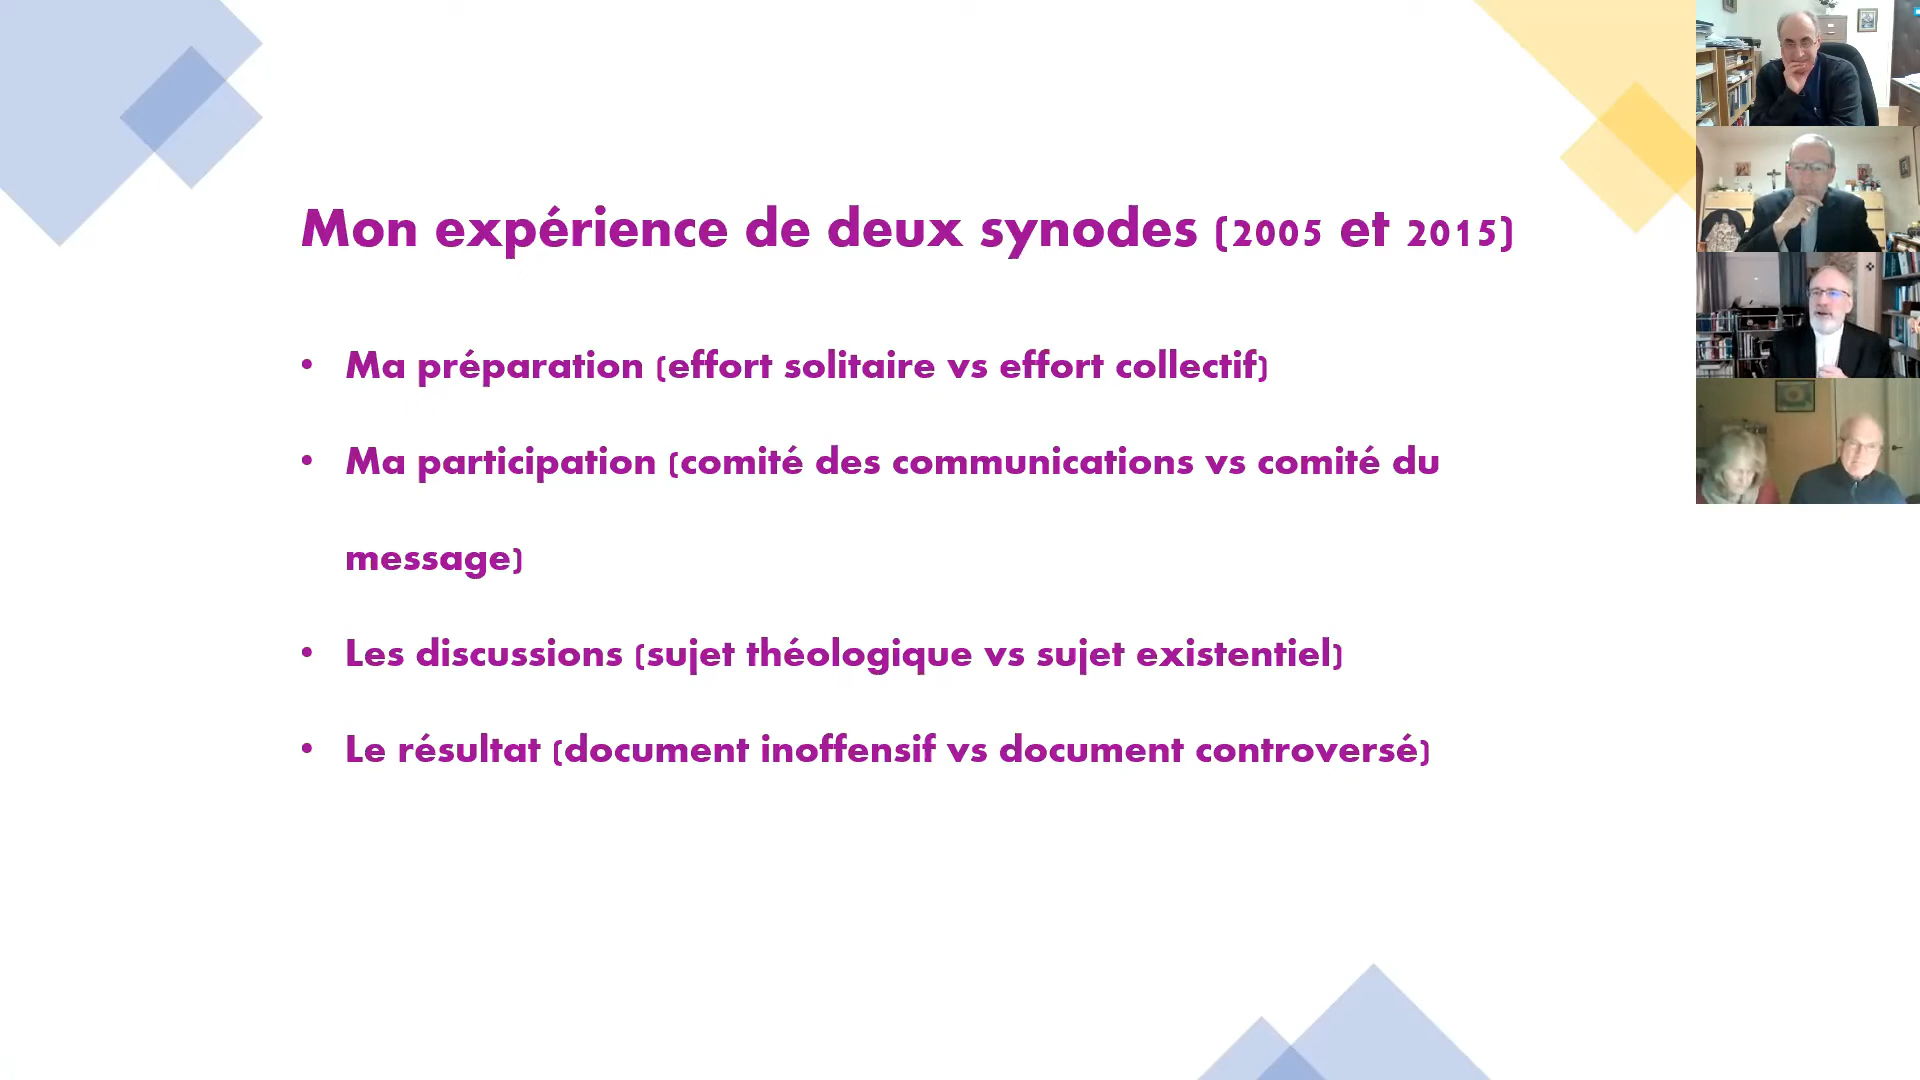 Mon expérience de deux synodes (2005 et 2015)
• Ma préparation (effort solitaire vs effort collectif)
• Ma participation (comité des communications vs comité du
message)
• Les discussions (sujet théologique vs sujet existentiel)
• Le résultat (document inoffensif vs document controversé)